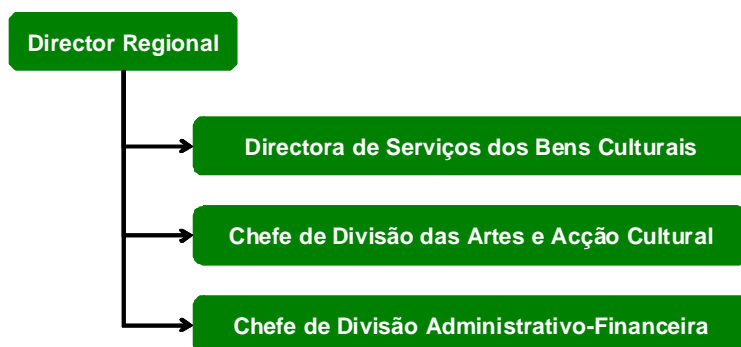 Director Regional
Directora de Serviços dos Bens Culturais
Chefe de Divisão das Artes e Acção Cultural
Chefe de Divisão Administrativo-Financeira